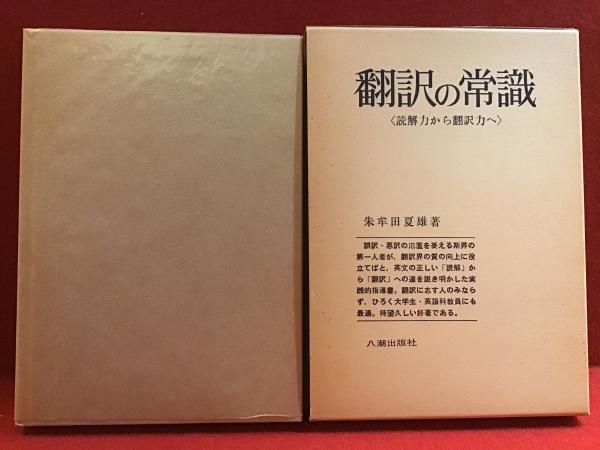 翻訳の常識
〈読解力から翻訳力へ〉
朱牟田夏雄著
誤訳・悪訳の氾濫を憂える斯界の
第一人者が、翻訳界の質の向上に役
立てばと、英文の正しい「読解」か
ら「翻訳」への道を説き明かした実
践的指導書。翻訳に志す人のみなら
ず、ひろく大学生・英語科教員にも
最適。待望久しい好著である。
八潮出版社